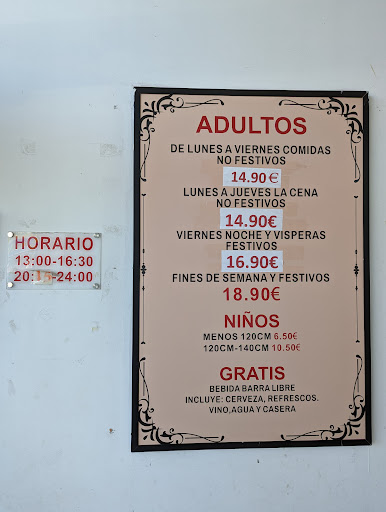 HORARIO
13:00-16:30
24:00
ADULTOS
DE LUNES A VIERNES COMIDAS
NO FESTIVOS
14.90€
LUNES A JUEVES LA CENA
NO FESTIVOS
14.90€
VIERNES NOCHE Y VISPERAS
FESTIVOS
16.90€
FINES DE SEMANA Y FESTIVOS
18.90€
NIÑOS
MENOS 120CM 6.50€
120CM-140CM 10.50€
GRATIS
BEBIDA BARRA LIBRE
INCLUYE: CERVEZA, REFRESCOS.
VINO,AGUA Y CASERA